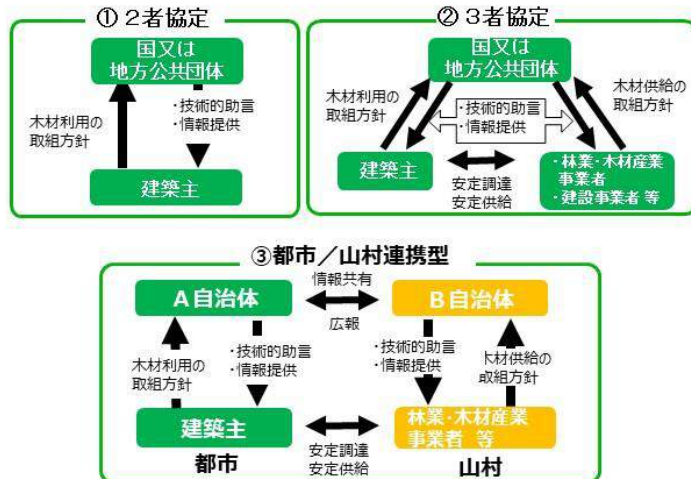 ①２者協定
国又は
地方公共団体
木材利用の
取組方針
・技術的助言
・情報提供
建築主
②３者協定
国又は
地方公共団体
木材利用の
取組方針
・技術的助言
・情報提供
木材供給の
取組方針
建築主
安定調達
安定供給
・林業・木材産業
事業者
・建設事業者 等
③都市／山村連携型
A自治体
情報共有
広報
B自治体
木材利用の
取組方針
・技術的助言
・情報提供
・技術的助言
・情報提供
木材供給の
取組方針
建築主
安定調達
安定供給
林業・木材産業
事業者 等
都市
山村